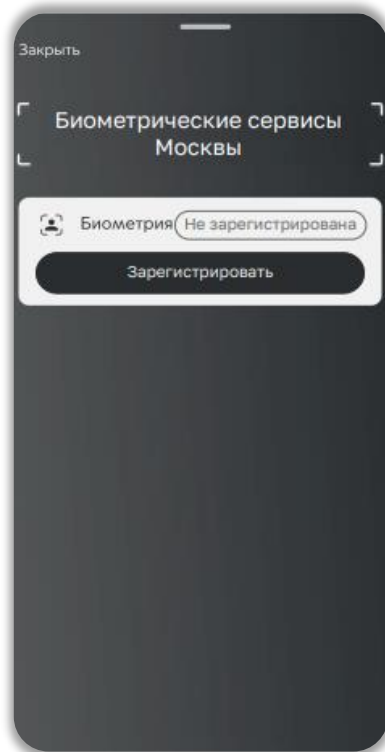 Закрыть
Биометрические сервисы
Москвы
Биометрия Не зарегистрирована
Зарегистрировать